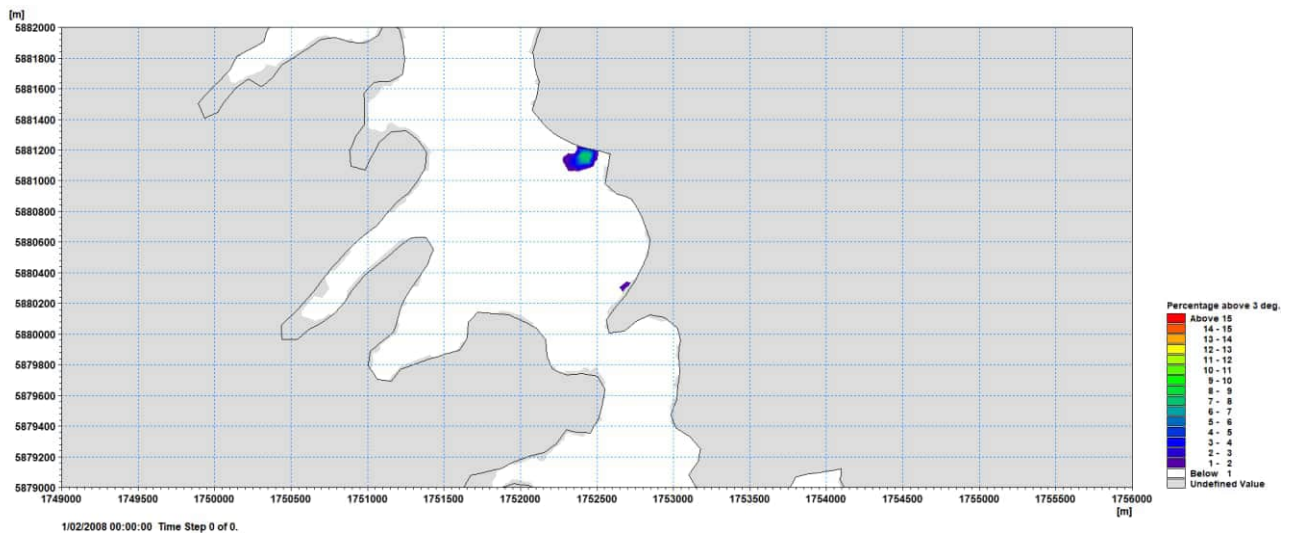 [m]
5882000
5881800
5881600
5881400
5881200
5881000
5880800
5880600
5880400
5880200
5880000
5879800
5879600
5879400
5879200
5879000
1749000 1749500 1750000 1750500 1751000 1751500 1752000 1752500 1753000 1753500 1754000 1754500 1755000 1755500 1756000
[m]
1/02/2008 00:00:00 Time Step 0 of 0.
Percentage above 3 deg.
Above 15
14 - 15
13 - 14
12 - 13
11 - 12
10 - 11
9 - 10
8 - 9
7 - 8
6 - 7
5 - 6
4 - 5
3 - 4
2 - 3
1 - 2
Below 1
Undefined Value